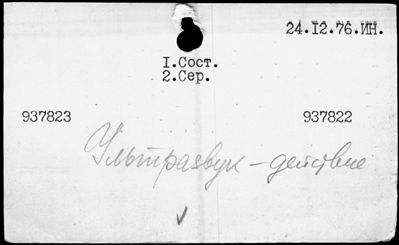 24.12.76.ИН.
1.Сост.
2.Сер.
937823 937822
Ультразвук - действие